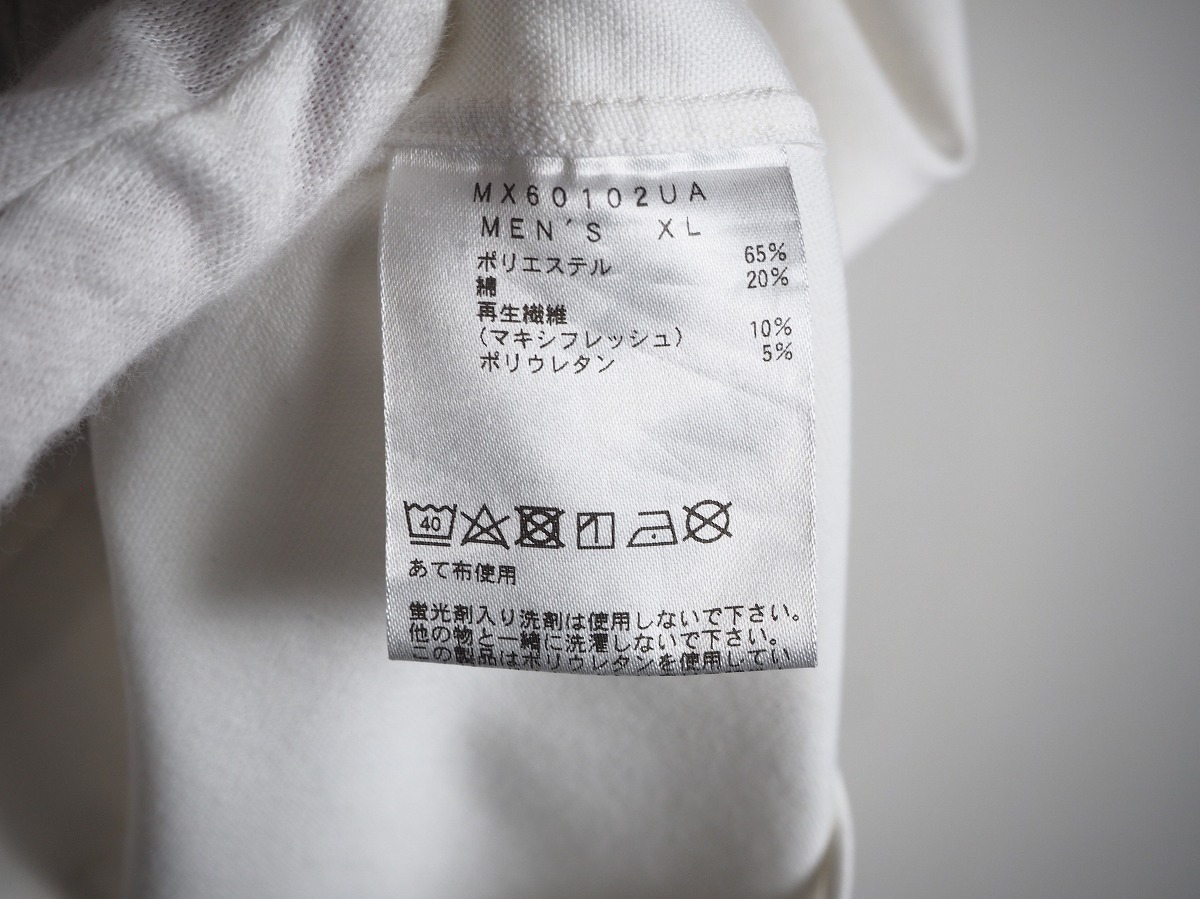 MX60102UA
MEN'S XL
ポリエステル 65%
綿 20%
再生繊維
(マキシフレッシュ) 10%
ポリウレタン 5%
40
あて布使用
蛍光剤入り洗剤は使用しないで下さい。
他の物と一緒に洗濯しないで下さい。
この製品はポリウレタンを使用してい